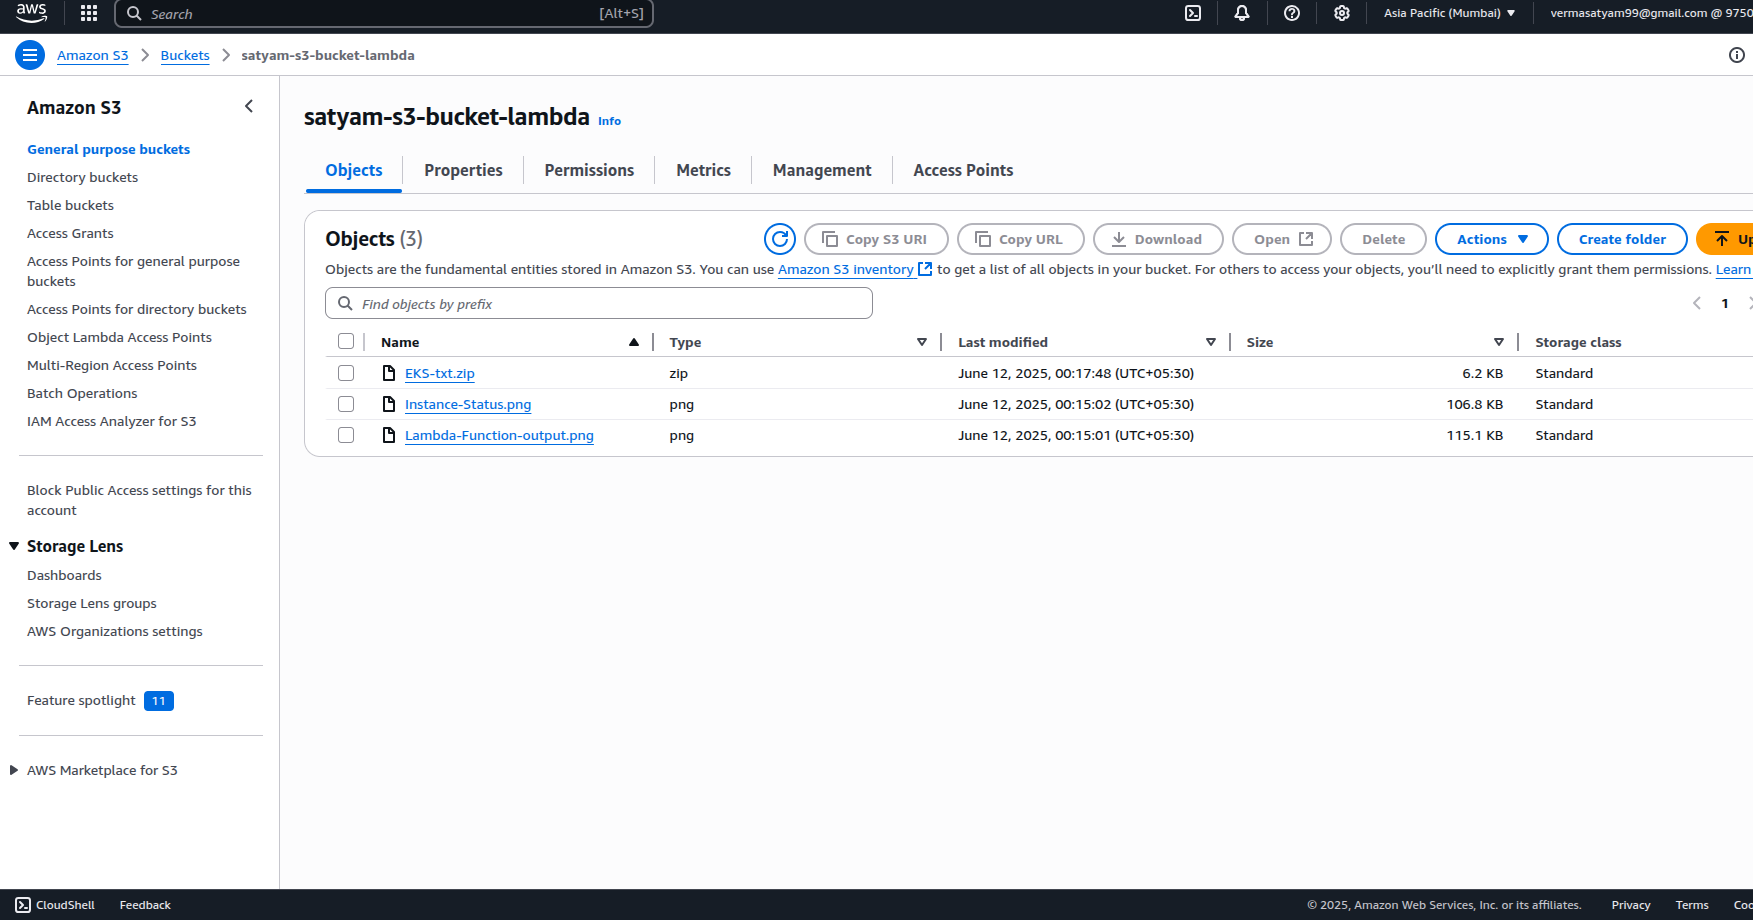 aws
Search [Alt+S]
Asia Pacific (Mumbai) vermasatyam99@gmail.com @ 9750
Amazon S3 Buckets satyam-s3-bucket-lambda
Amazon S3
General purpose buckets
Directory buckets
Table buckets
Access Grants
Access Points for general purpose
buckets
Access Points for directory buckets
Object Lambda Access Points
Multi-Region Access Points
Batch Operations
IAM Access Analyzer for S3
Block Public Access settings for this
account
Storage Lens
Dashboards
Storage Lens groups
AWS Organizations settings
Feature spotlight 11
AWS Marketplace for S3
satyam-s3-bucket-lambda Info
Objects Properties Permissions Metrics Management Access Points
Objects (3)
Copy S3 URI Copy URL Download Open Delete Actions Create folder Up
Objects are the fundamental entities stored in Amazon S3. You can use Amazon S3 inventory to get a list of all objects in your bucket. For others to access your objects, you'll need to explicitly grant them permissions. Learn
Find objects by prefix
1
Name Type Last modified Size Storage class
EKS-txt.zip zip June 12, 2025, 00:17:48 (UTC+05:30) 6.2 KB Standard
Instance-Status.png png June 12, 2025, 00:15:02 (UTC+05:30) 106.8 KB Standard
Lambda-Function-output.png png June 12, 2025, 00:15:01 (UTC+05:30) 115.1 KB Standard
CloudShell Feedback
© 2025, Amazon Web Services, Inc. or its affiliates. Privacy Terms Coo